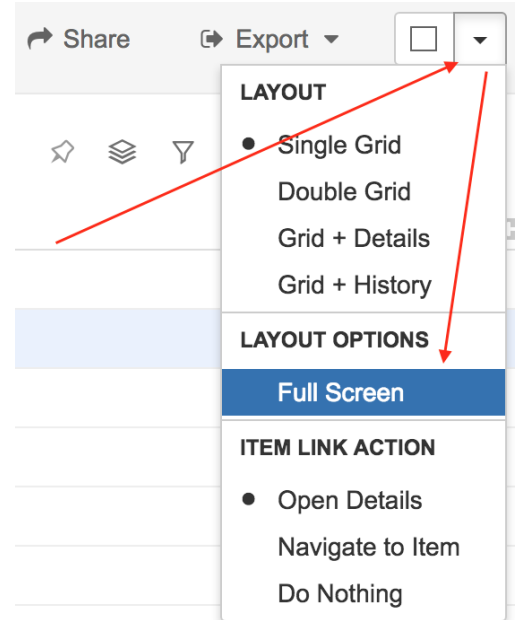 Share
Export
LAYOUT
Single Grid
Double Grid
Grid + Details
Grid + History
LAYOUT OPTIONS
Full Screen
ITEM LINK ACTION
Open Details
Navigate to Item
Do Nothing